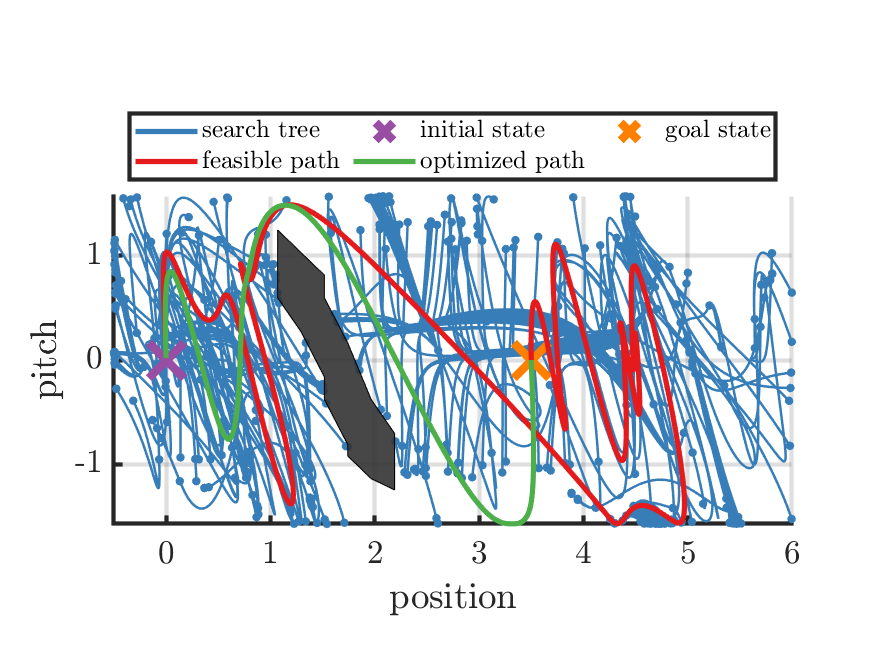 search tree initial state goal state
feasible path optimized path
1
0
-1
pitch
0 1 2 3 4 5 6
position